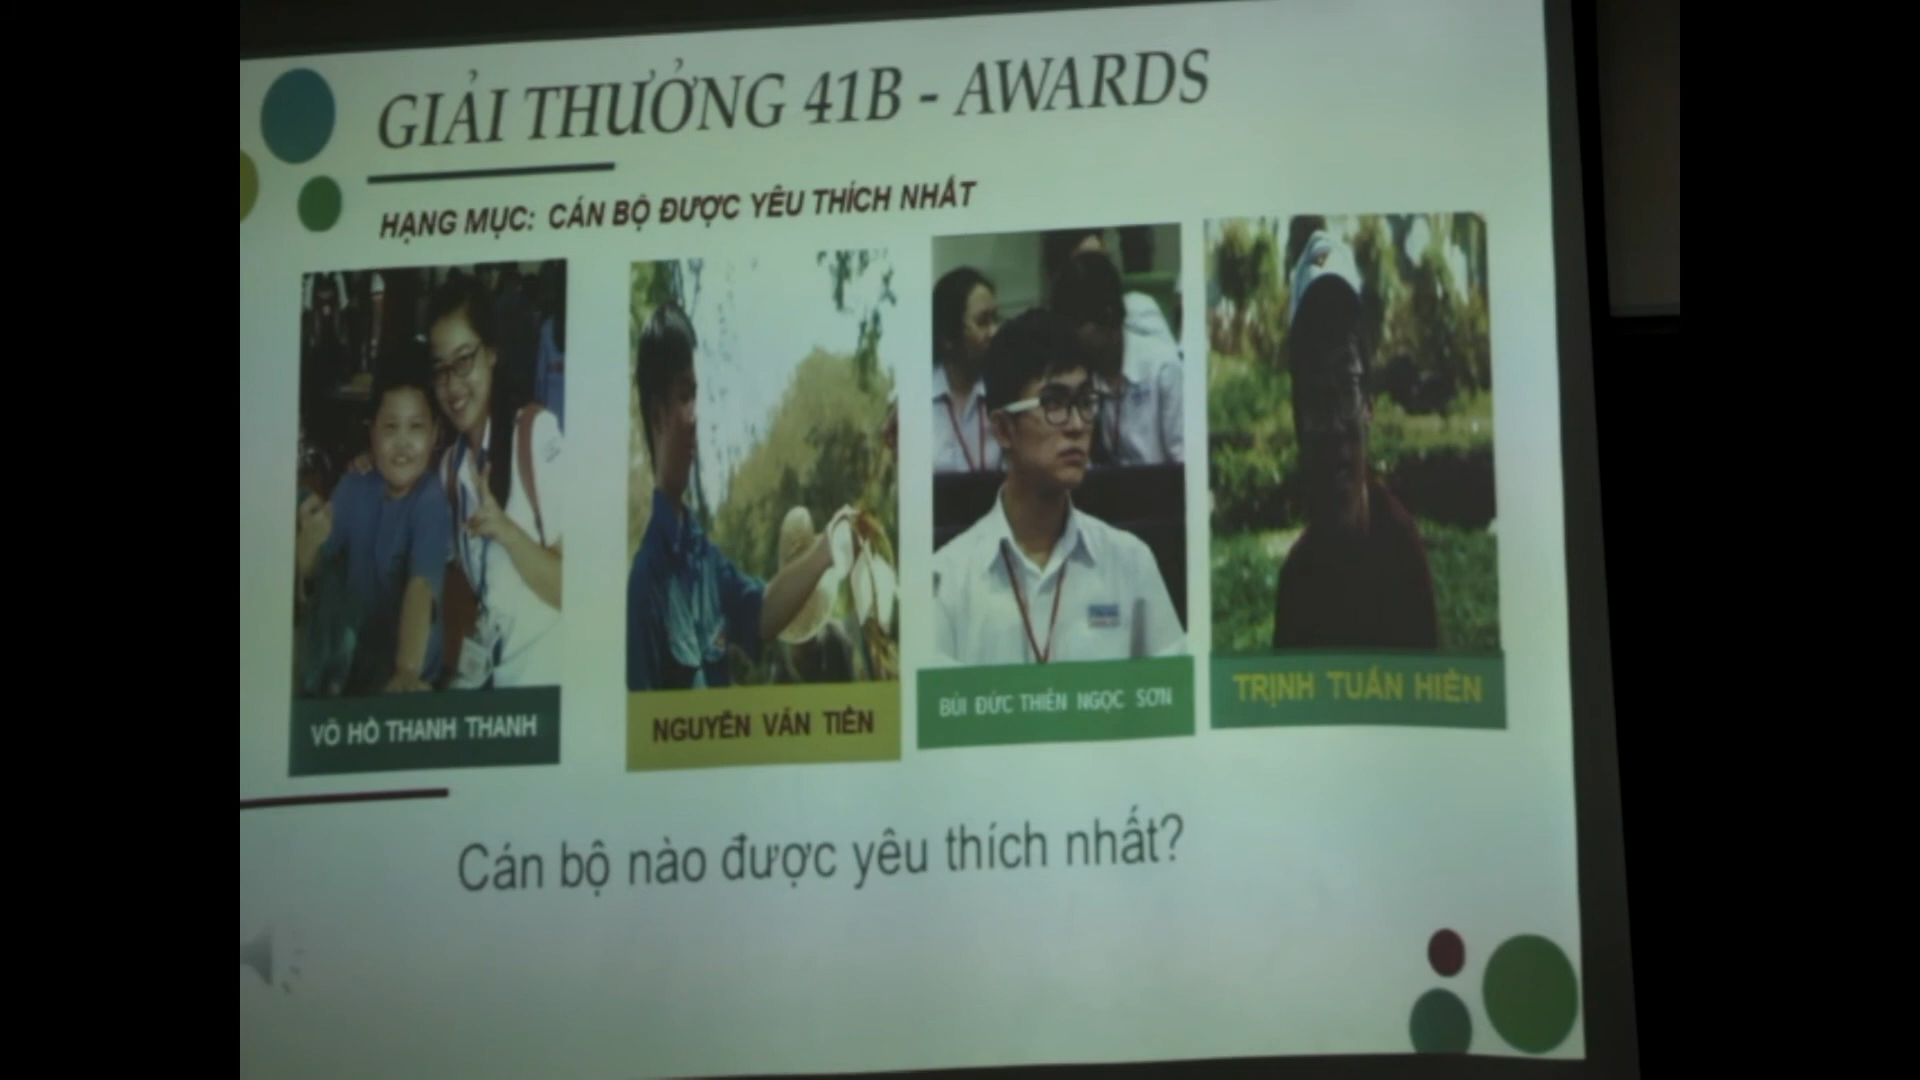 GIẢI THƯỞNG 41B - AWARDS
HẠNG MỤC: CÁN BỘ ĐƯỢC YÊU THÍCH NHẤT
VÕ HỒ THANH THANH
NGUYỄN VĂN TIẾN
BÙI ĐỨC THIÊN NGỌC SƠN
TRỊNH TUẤN HIỀN
Cán bộ nào được yêu thích nhất?